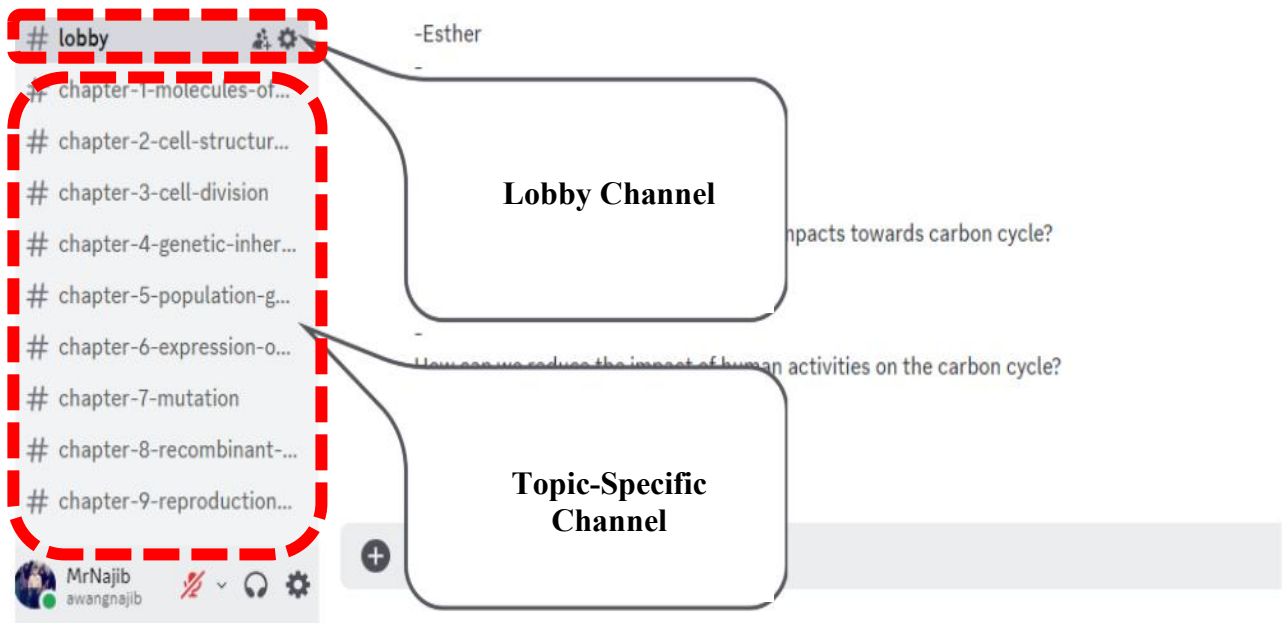 # lobby
# chapter-1-molecules-of...
# chapter-2-cell-structur...
# chapter-3-cell-division
# chapter-4-genetic-inher...
# chapter-5-population-g...
# chapter-6-expression-o...
# chapter-7-mutation
# chapter-8-recombinant-...
# chapter-9-reproduction...
MrNajib
awangnajib
-Esther
-
Lobby Channel
towards carbon cycle?
-
How can we reduce the impact of human activities on the carbon cycle?
Topic-Specific
Channel